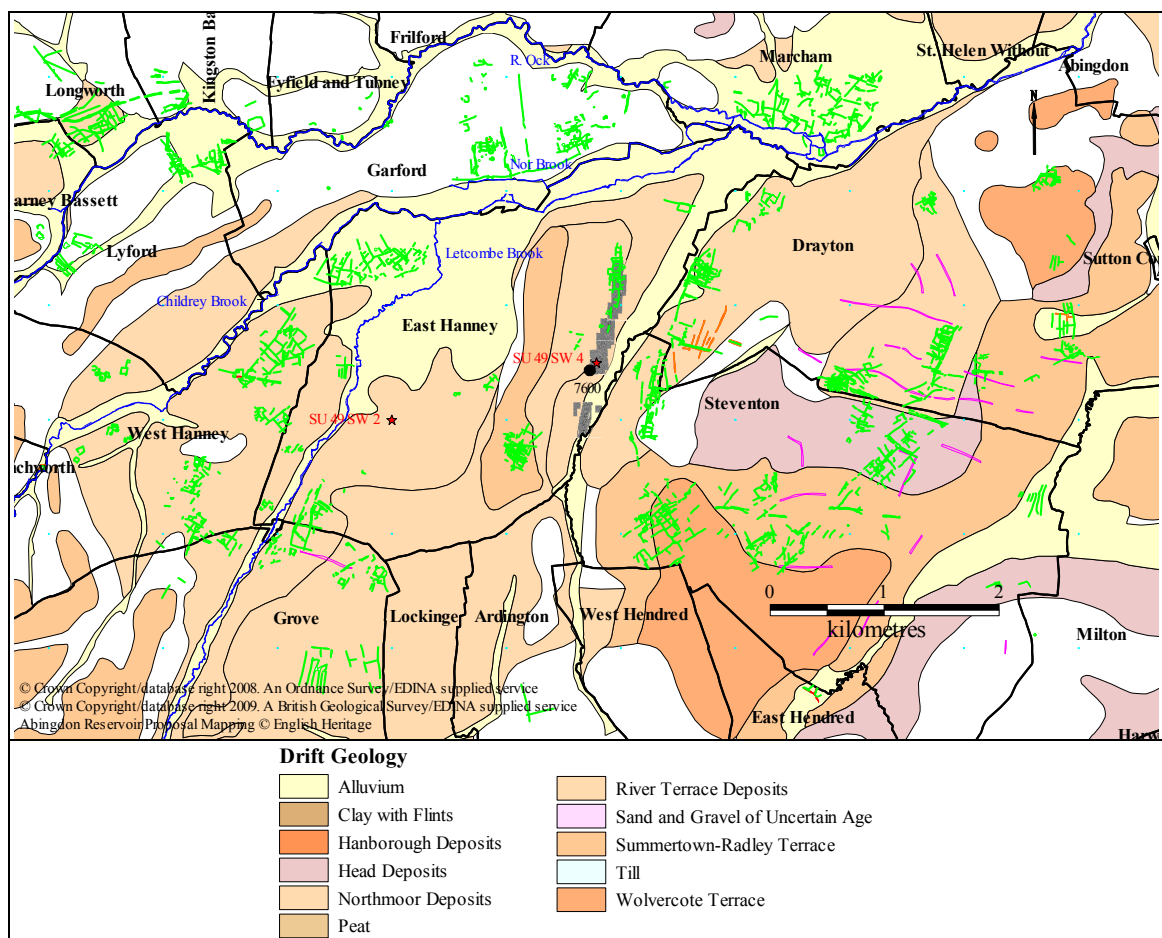 Frilford
Kingston Ba
R. Ock
Marcham
St. Helen Without
Abingdon
Longworth
Fyfield and Tubney
N
Nor Brook
Garford
arney Bassett
Lyford
Letcombe Brook
Drayton
Sutton Co
Childrey Brook
East Hanney
SU 49 SW 4
7600
Steventon
SU 49 SW 2
West Hanney
achworth
0 1 2
kilometres
Grove
Lockinge
Ardington
West Hendred
Milton
East Hendred
Harw
© Crown Copyright/database right 2008. An Ordnance Survey/EDINA supplied service
© Crown Copyright/database right 2009. A British Geological Survey/EDINA supplied service
Abingdon Reservoir Proposal Mapping © English Heritage
Drift Geology
Alluvium
Clay with Flints
Hanborough Deposits
Head Deposits
Northmoor Deposits
Peat
River Terrace Deposits
Sand and Gravel of Uncertain Age
Summertown-Radley Terrace
Till
Wolvercote Terrace